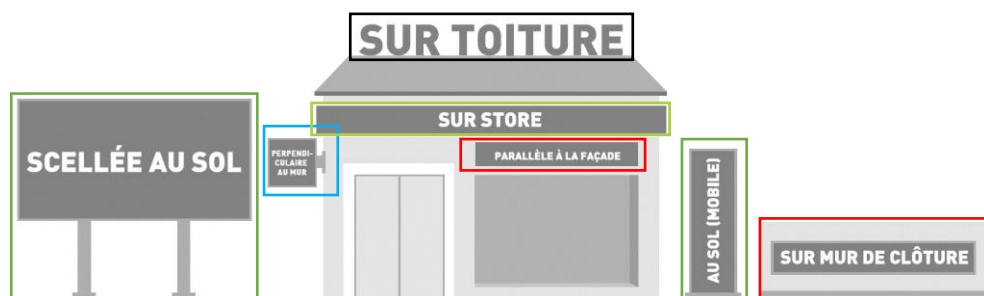 SUR TOITURE
SUR STORE
SCELLÉE AU SOL
PERPENDI-
CULAIRE
AU MUR
PARALLÈLE À LA FAÇADE
AU SOL (MOBILE)
SUR MUR DE CLÔTURE